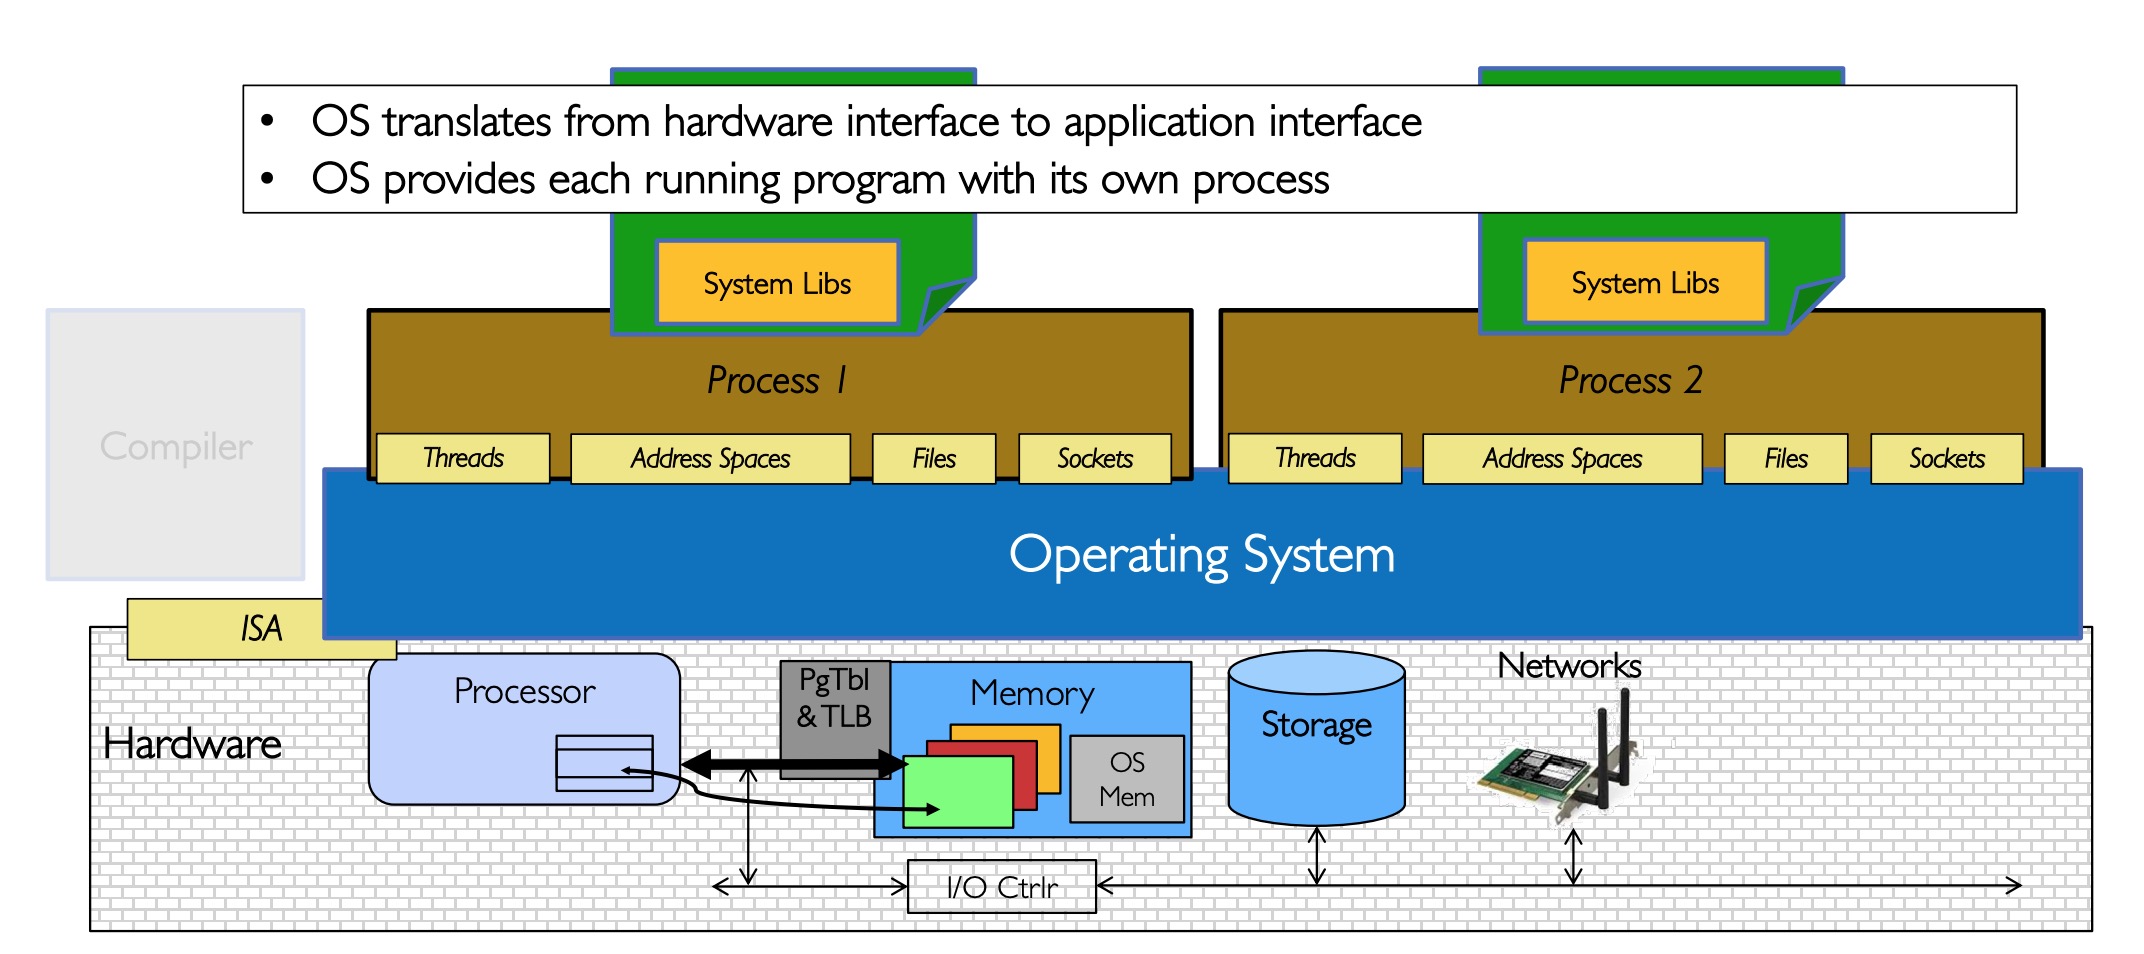 • OS translates from hardware interface to application interface
• OS provides each running program with its own process
System Libs
System Libs
Compiler
Process 1
Process 2
Threads
Address Spaces
Files
Sockets
Threads
Address Spaces
Files
Sockets
Operating System
ISA
Hardware
Processor
PgTbl
& TLB
Memory
OS
Mem
Storage
Networks
I/O Ctrlr